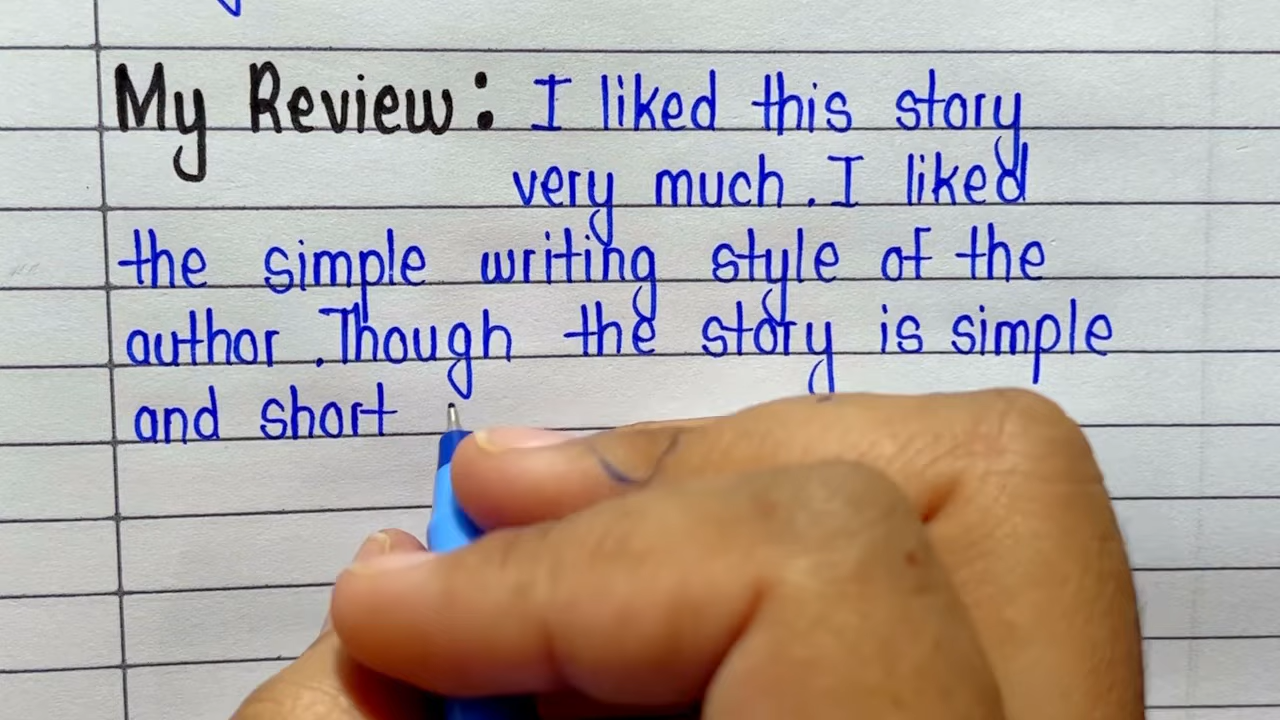 My Review: I liked this story
very much. I liked
the simple writing style of the
author. Though the story is simple
and short